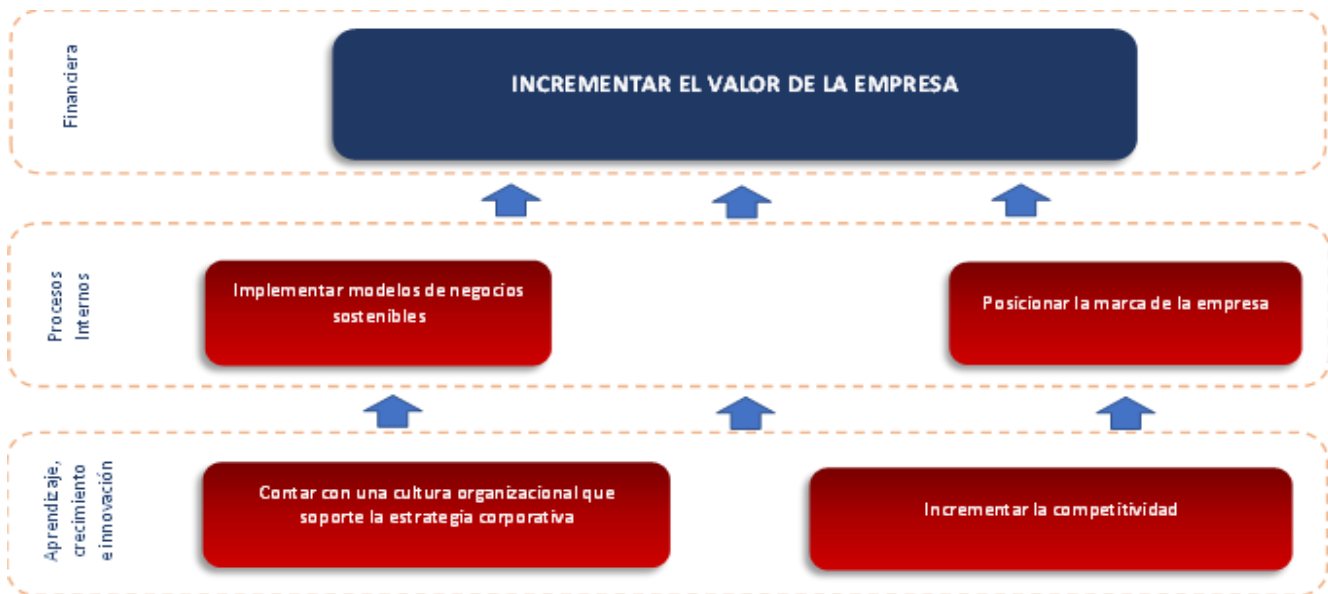 Financiera
INCREMENTAR EL VALOR DE LA EMPRESA
Procesos
Internos
Implementar modelos de negocios
sostenibles
Posicionar la marca de la empresa
Aprendizaje,
crecimiento
e innovación
Contar con una cultura organizacional que
soporte la estrategia corporativa
Incrementar la competitividad